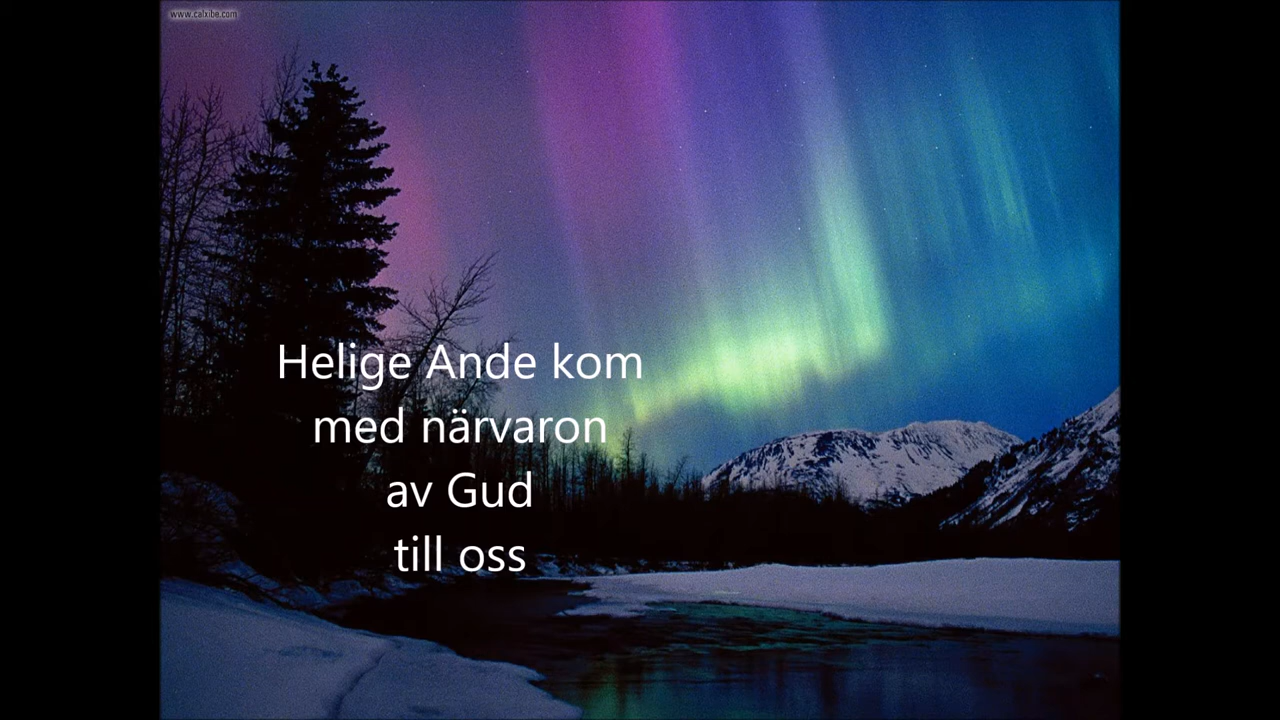 www.calxibe.com
Helige Ande kom
med närvaron
av Gud
till oss